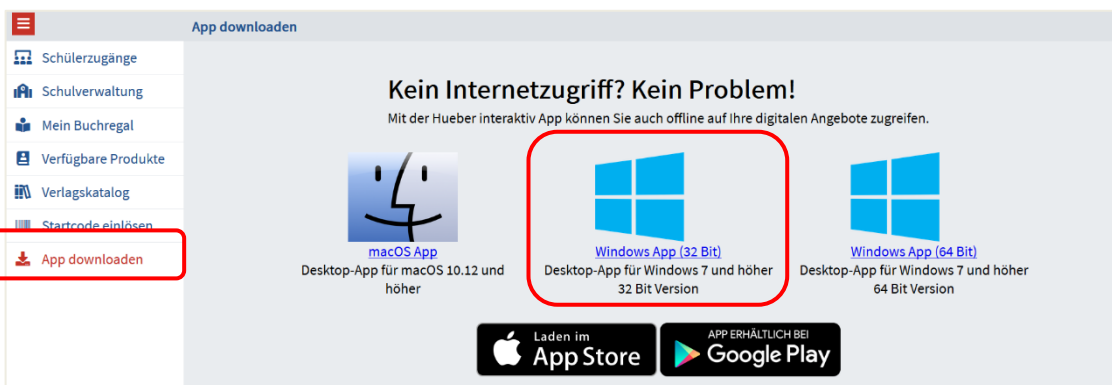 App downloaden
Schülerzugänge
Schulverwaltung
Mein Buchregal
Verfügbare Produkte
Verlagskatalog
Startcode einlösen
App downloaden
Kein Internetzugriff? Kein Problem!
Mit der Hueber interaktiv App können Sie auch offline auf Ihre digitalen Angebote zugreifen.
macOS App
Desktop-App für macOS 10.12 und
höher
Windows App (32 Bit)
Desktop-App für Windows 7 und höher
32 Bit Version
Windows App (64 Bit)
Desktop-App für Windows 7 und höher
64 Bit Version
Laden im
App Store
APP ERHÄLTLICH BEI
Google Play